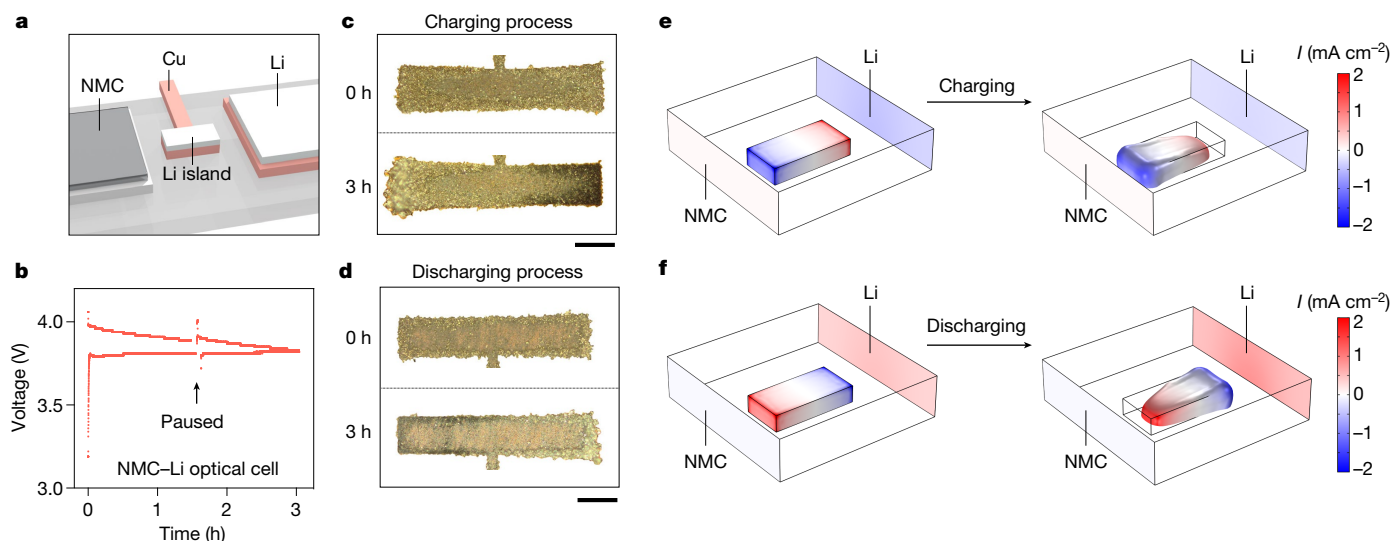 a
NMC
Cu
Li
Li island
b
Voltage (V)
4.0
3.5
3.0
Paused
NMC–Li optical cell
0
1
2
3
Time (h)
c
Charging process
0 h
3 h
d
Discharging process
0 h
3 h
e
Li
NMC
Charging
Li
NMC
I (mA cm–2)
2
1
0
–1
–2
f
Li
NMC
Discharging
Li
NMC
I (mA cm–2)
2
1
0
–1
–2